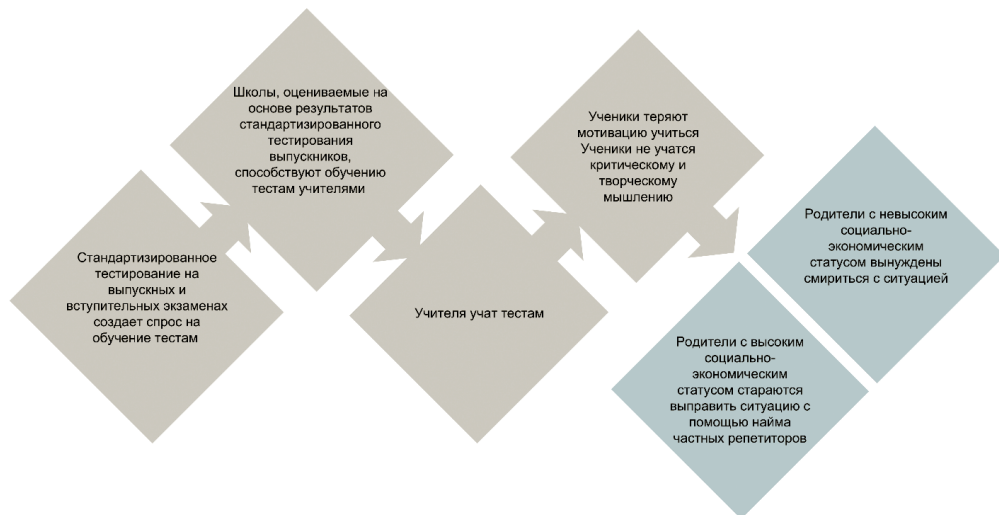 Стандартизированное
тестирование на
выпускных и
вступительных экзаменах
создает спрос на
обучение тестам
Школы, оцениваемые на
основе результатов
стандартизированного
тестирования
выпускников,
способствуют обучению
тестам учителями
Учителя учат тестам
Ученики теряют
мотивацию учиться
Ученики не учатся
критическому и
творческому
мышлению
Родители с высоким
социально-
экономическим
статусом стараются
выправить ситуацию с
помощью найма
частных репетиторов
Родители с невысоким
социально-
экономическим
статусом вынуждены
смириться с ситуацией